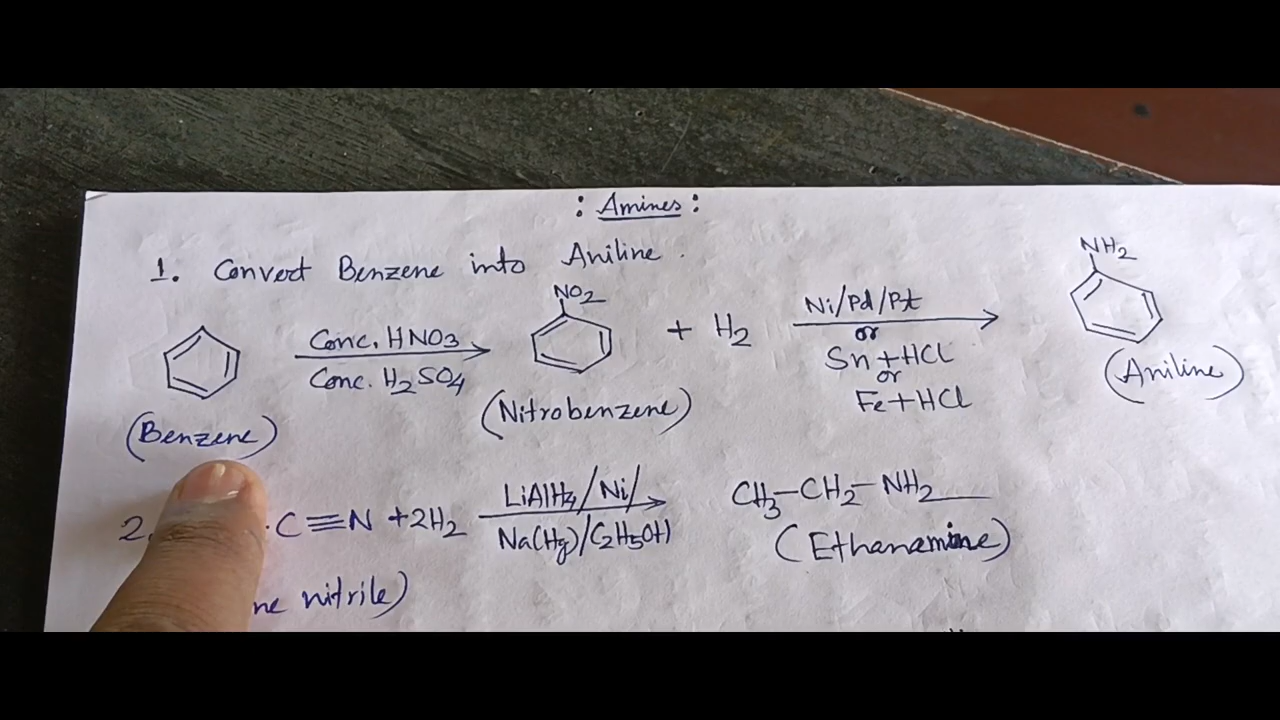 : Amines :
1. Convert Benzene into Aniline.
NH2
NO2
Conc. HNO3
Conc. H2SO4
+ H2
Ni/Pd/Pt
or
Sn+HCl
or
Fe+HCl
(Benzene)
(Nitrobenzene)
(Aniline)
2. C≡N +2H2
LiAlH4/Ni/
Na(Hg)/C2H5OH
CH3-CH2-NH2
(Ethanamine)
ne nitrile)